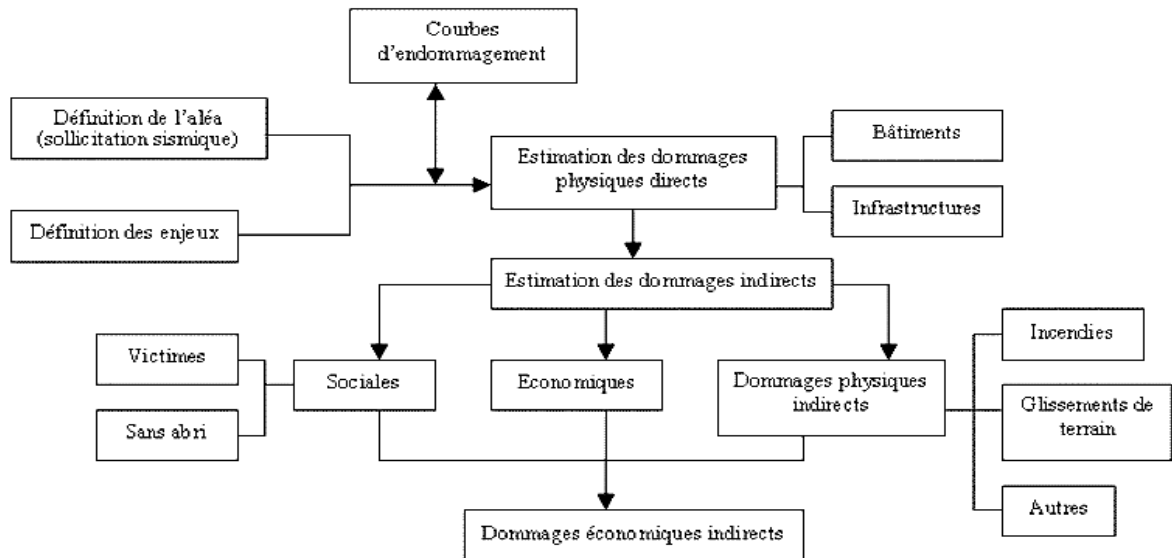 Courbes
d'endommagement
Définition de l'aléa
(sollicitation sismique)
Estimation des dommages
physiques directs
Bâtiments
Infrastructures
Définition des enjeux
Estimation des dommages indirects
Victimes
Sans abri
Sociales
Economiques
Dommages physiques
indirects
Incendies
Glissements de
terrain
Autres
Dommages économiques indirects